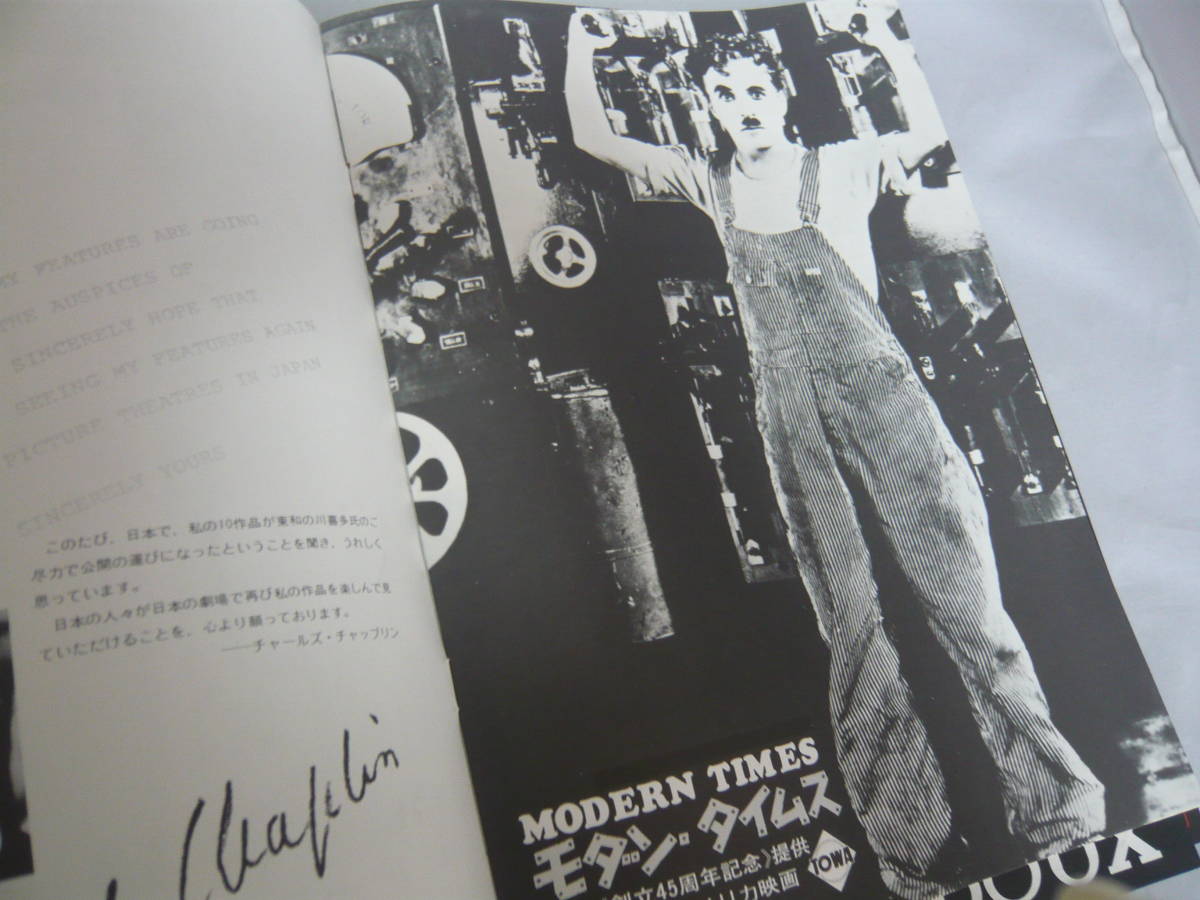 MY FEATURES ARE GOING
THE AUSPICES OF
SINCERELY HOPE THAT
SEEING MY FEATURES AGAIN
PICTURE THEATRES IN JAPAN
SINCERELY YOURS
このたび、日本で、私の10作品が東和の川喜多氏のご
尽力で公開の運びになったということを聞き、うれしく
思っています。
日本の人々が日本の劇場で再び私の作品を楽しんで見
ていただけることを、心より願っております。
——チャールズ・チャップリン
Chaplin
MODERN TIMES
モダン・タイムス
創立45周年記念》提供
リカ映画
TOWA